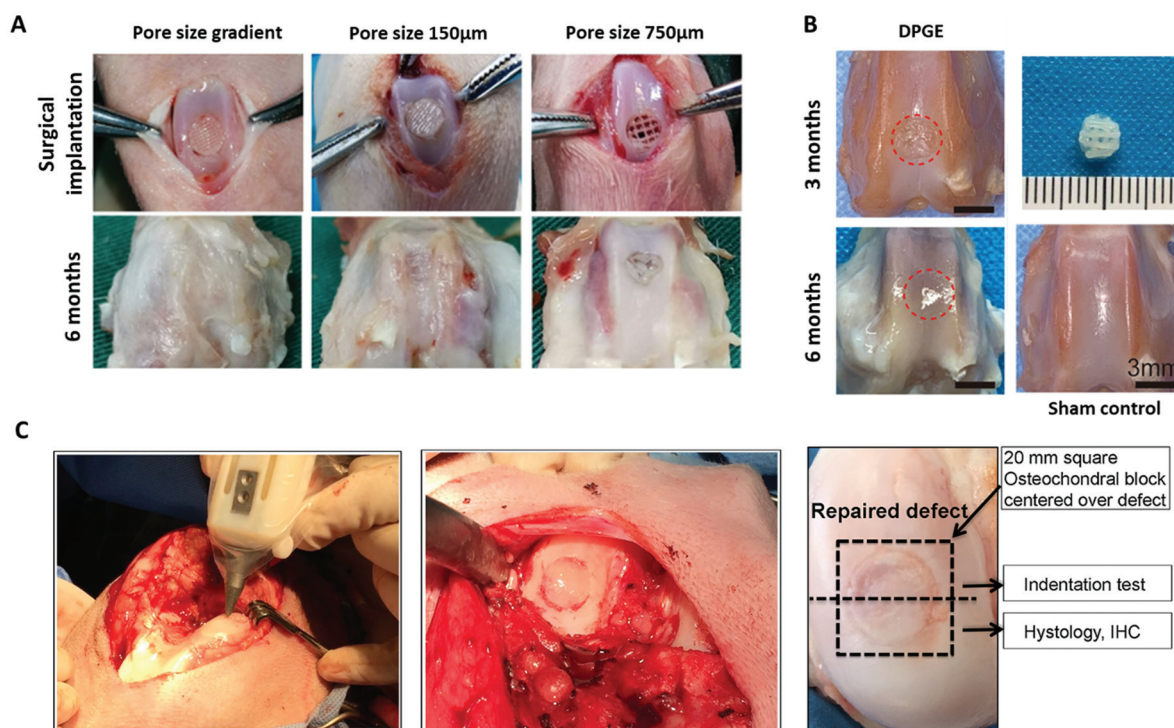 A
Pore size gradient
Pore size 150μm
Pore size 750μm
Surgical
implantation
6 months
B
DPGE
3 months
6 months
3mm
Sham control
C
Repaired defect
20 mm square
Osteochondral block
centered over defect
Indentation test
Hystology, IHC